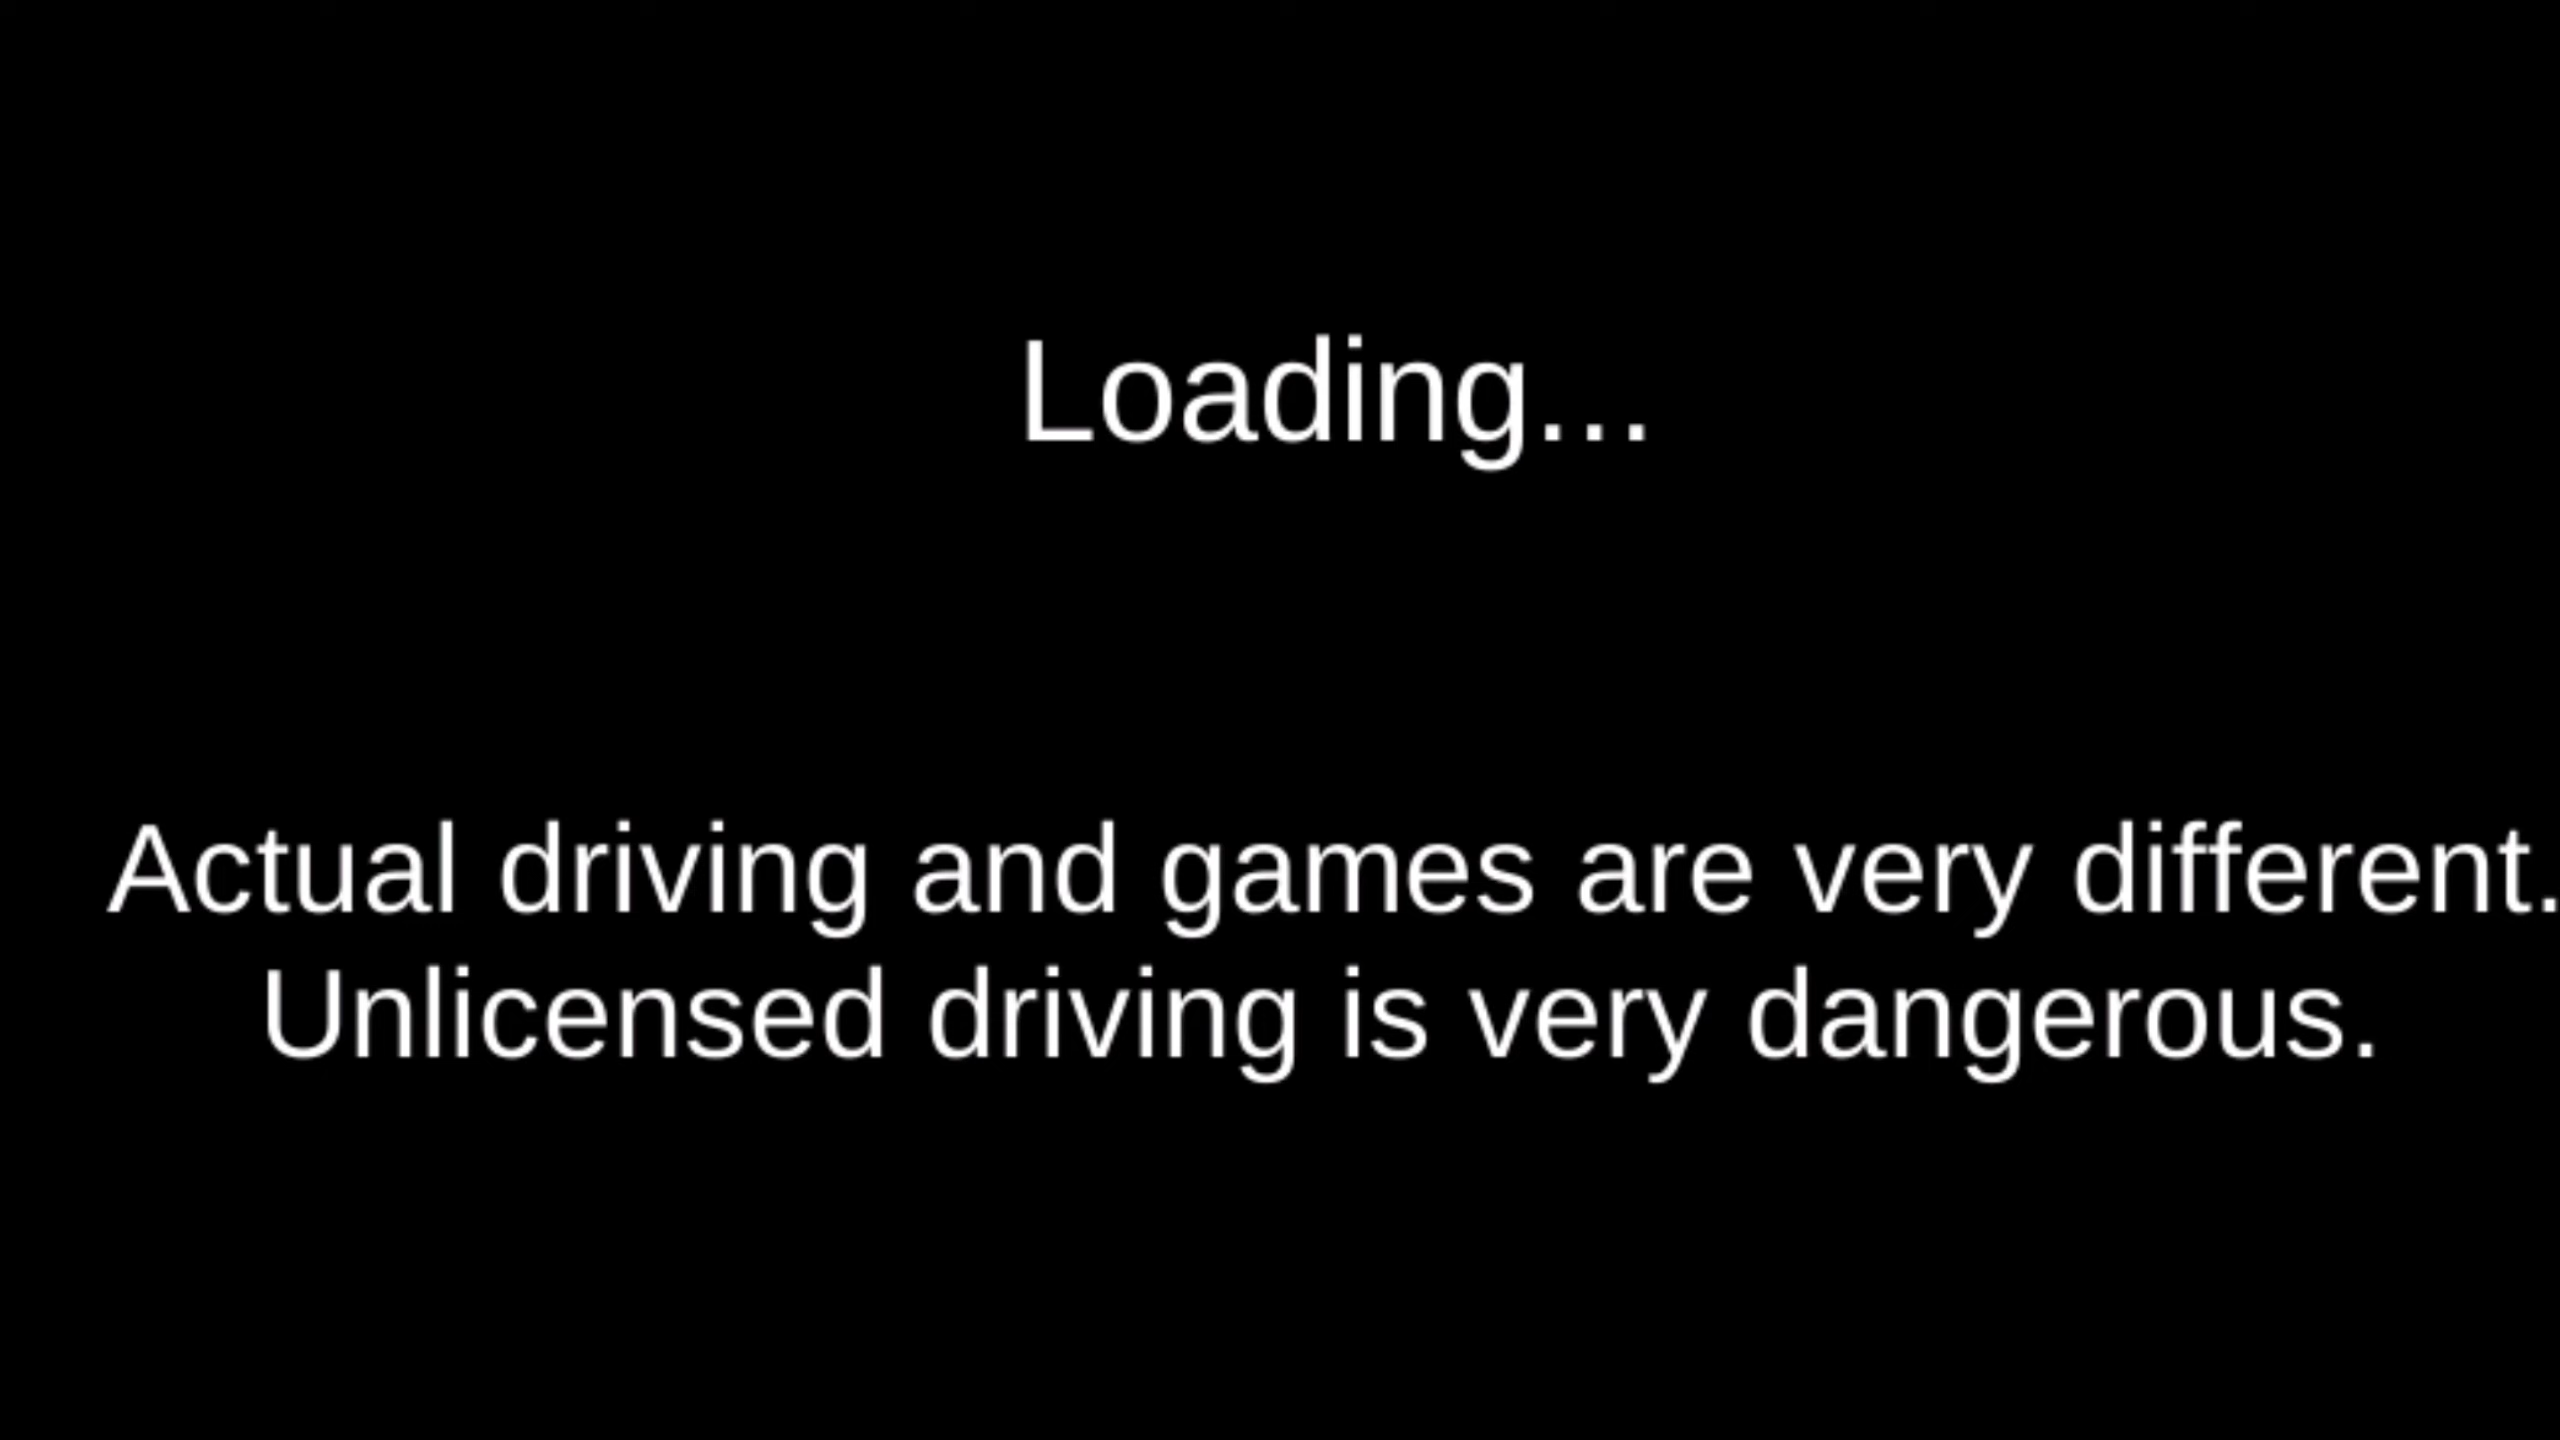 Loading...
Actual driving and games are very different.
Unlicensed driving is very dangerous.